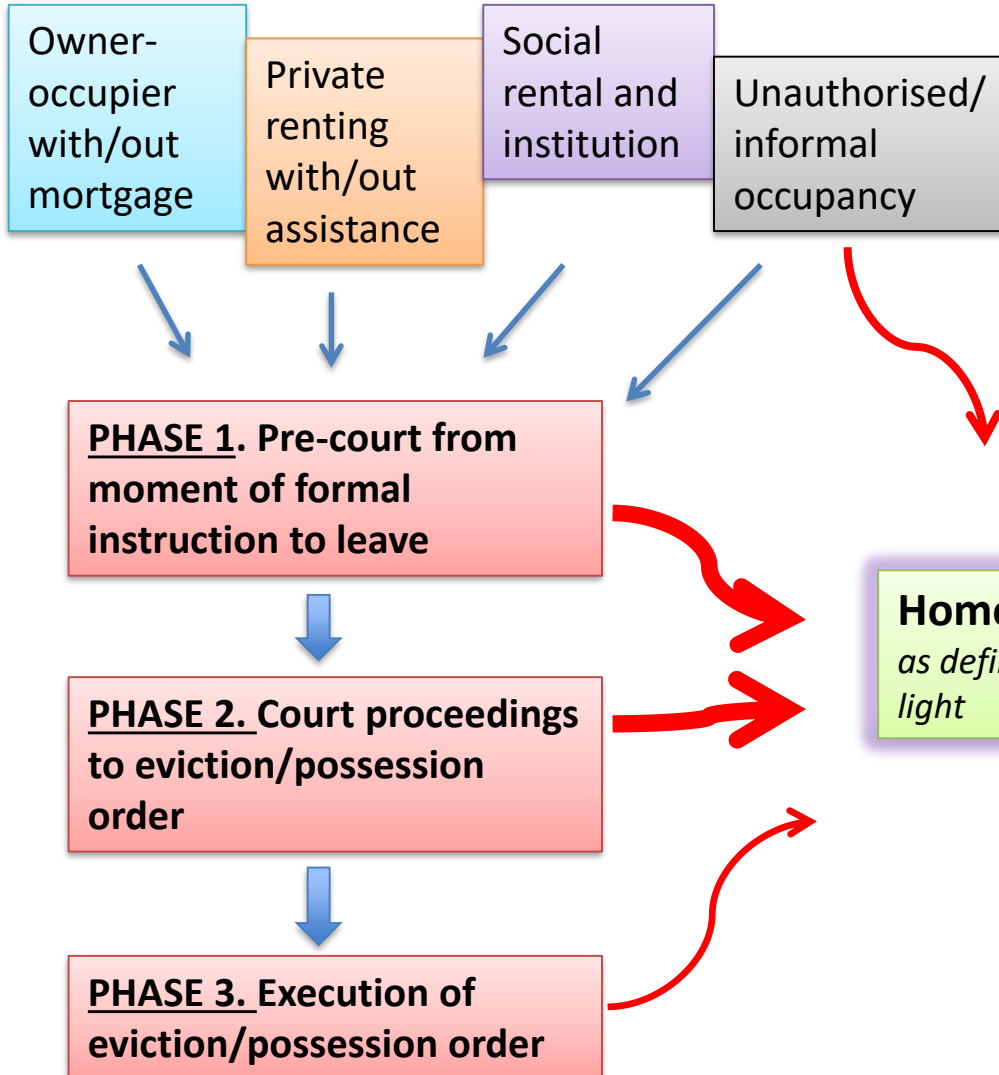 Owner-
occupier
with/out
mortgage
Private
renting
with/out
assistance
Social
rental and
institution
Unauthorised/
informal
occupancy
PHASE 1. Pre-court from
moment of formal
instruction to leave
PHASE 2. Court proceedings
to eviction/possession
order
PHASE 3. Execution of
eviction/possession order
as
light